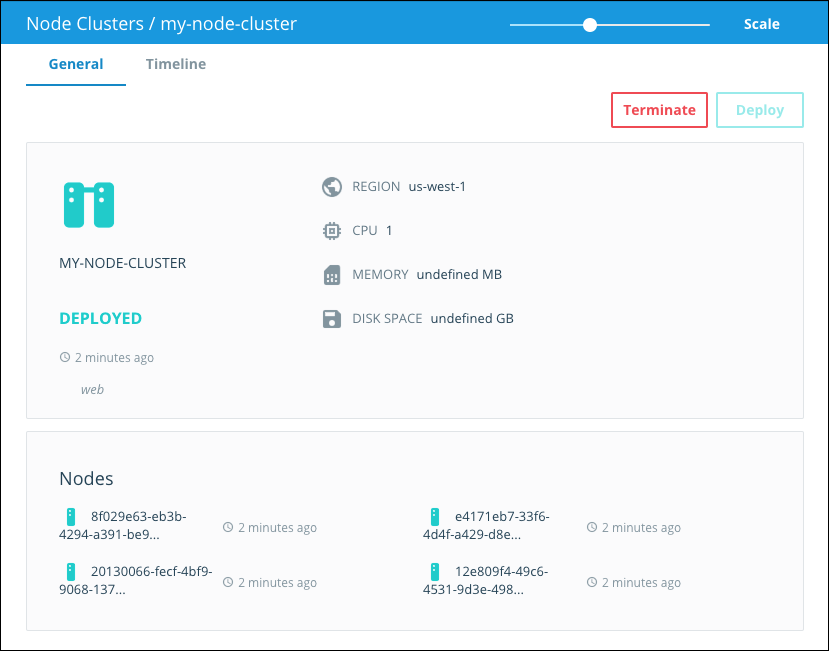 Node Clusters / my-node-cluster
Scale
General
Timeline
Terminate
Deploy
MY-NODE-CLUSTER
DEPLOYED
2 minutes ago
web
REGION us-west-1
CPU 1
MEMORY undefined MB
DISK SPACE undefined GB
Nodes
8f029e63-eb3b-
4294-a391-be9...
2 minutes ago
e4171eb7-33f6-
4d4f-a429-d8e...
2 minutes ago
20130066-fecf-4bf9-
9068-137...
2 minutes ago
12e809f4-49c6-
4531-9d3e-498...
2 minutes ago